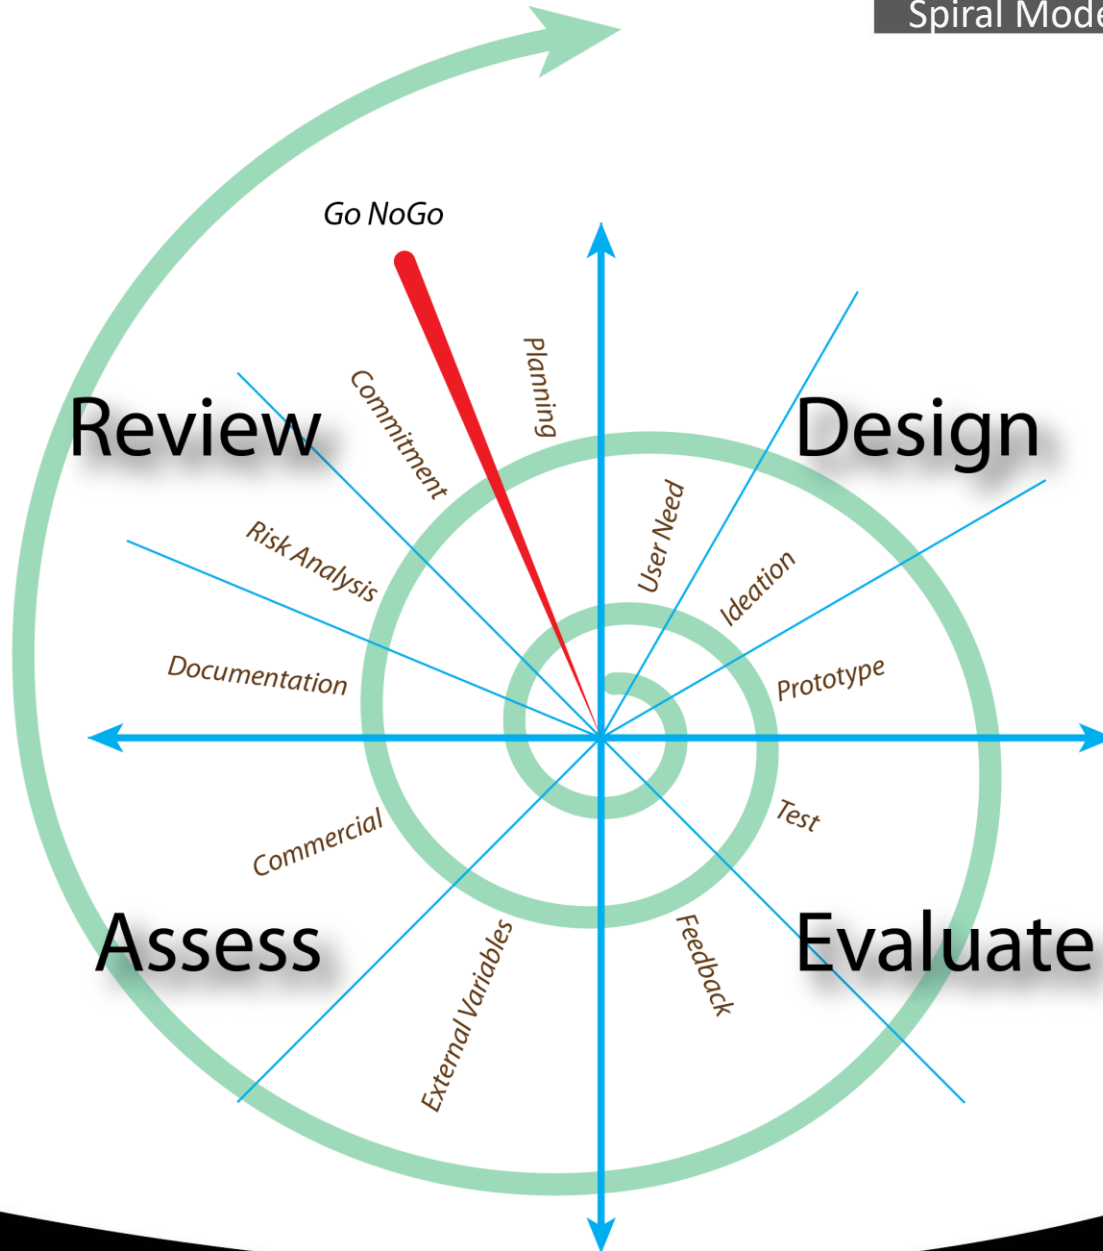 Spiral Mode
Go NoGo
Planning
Commitment
Review
Design
User Need
Risk Analysis
Ideation
Documentation
Prototype
Commercial
Test
Assess
Evaluate
External Variables
Feedback